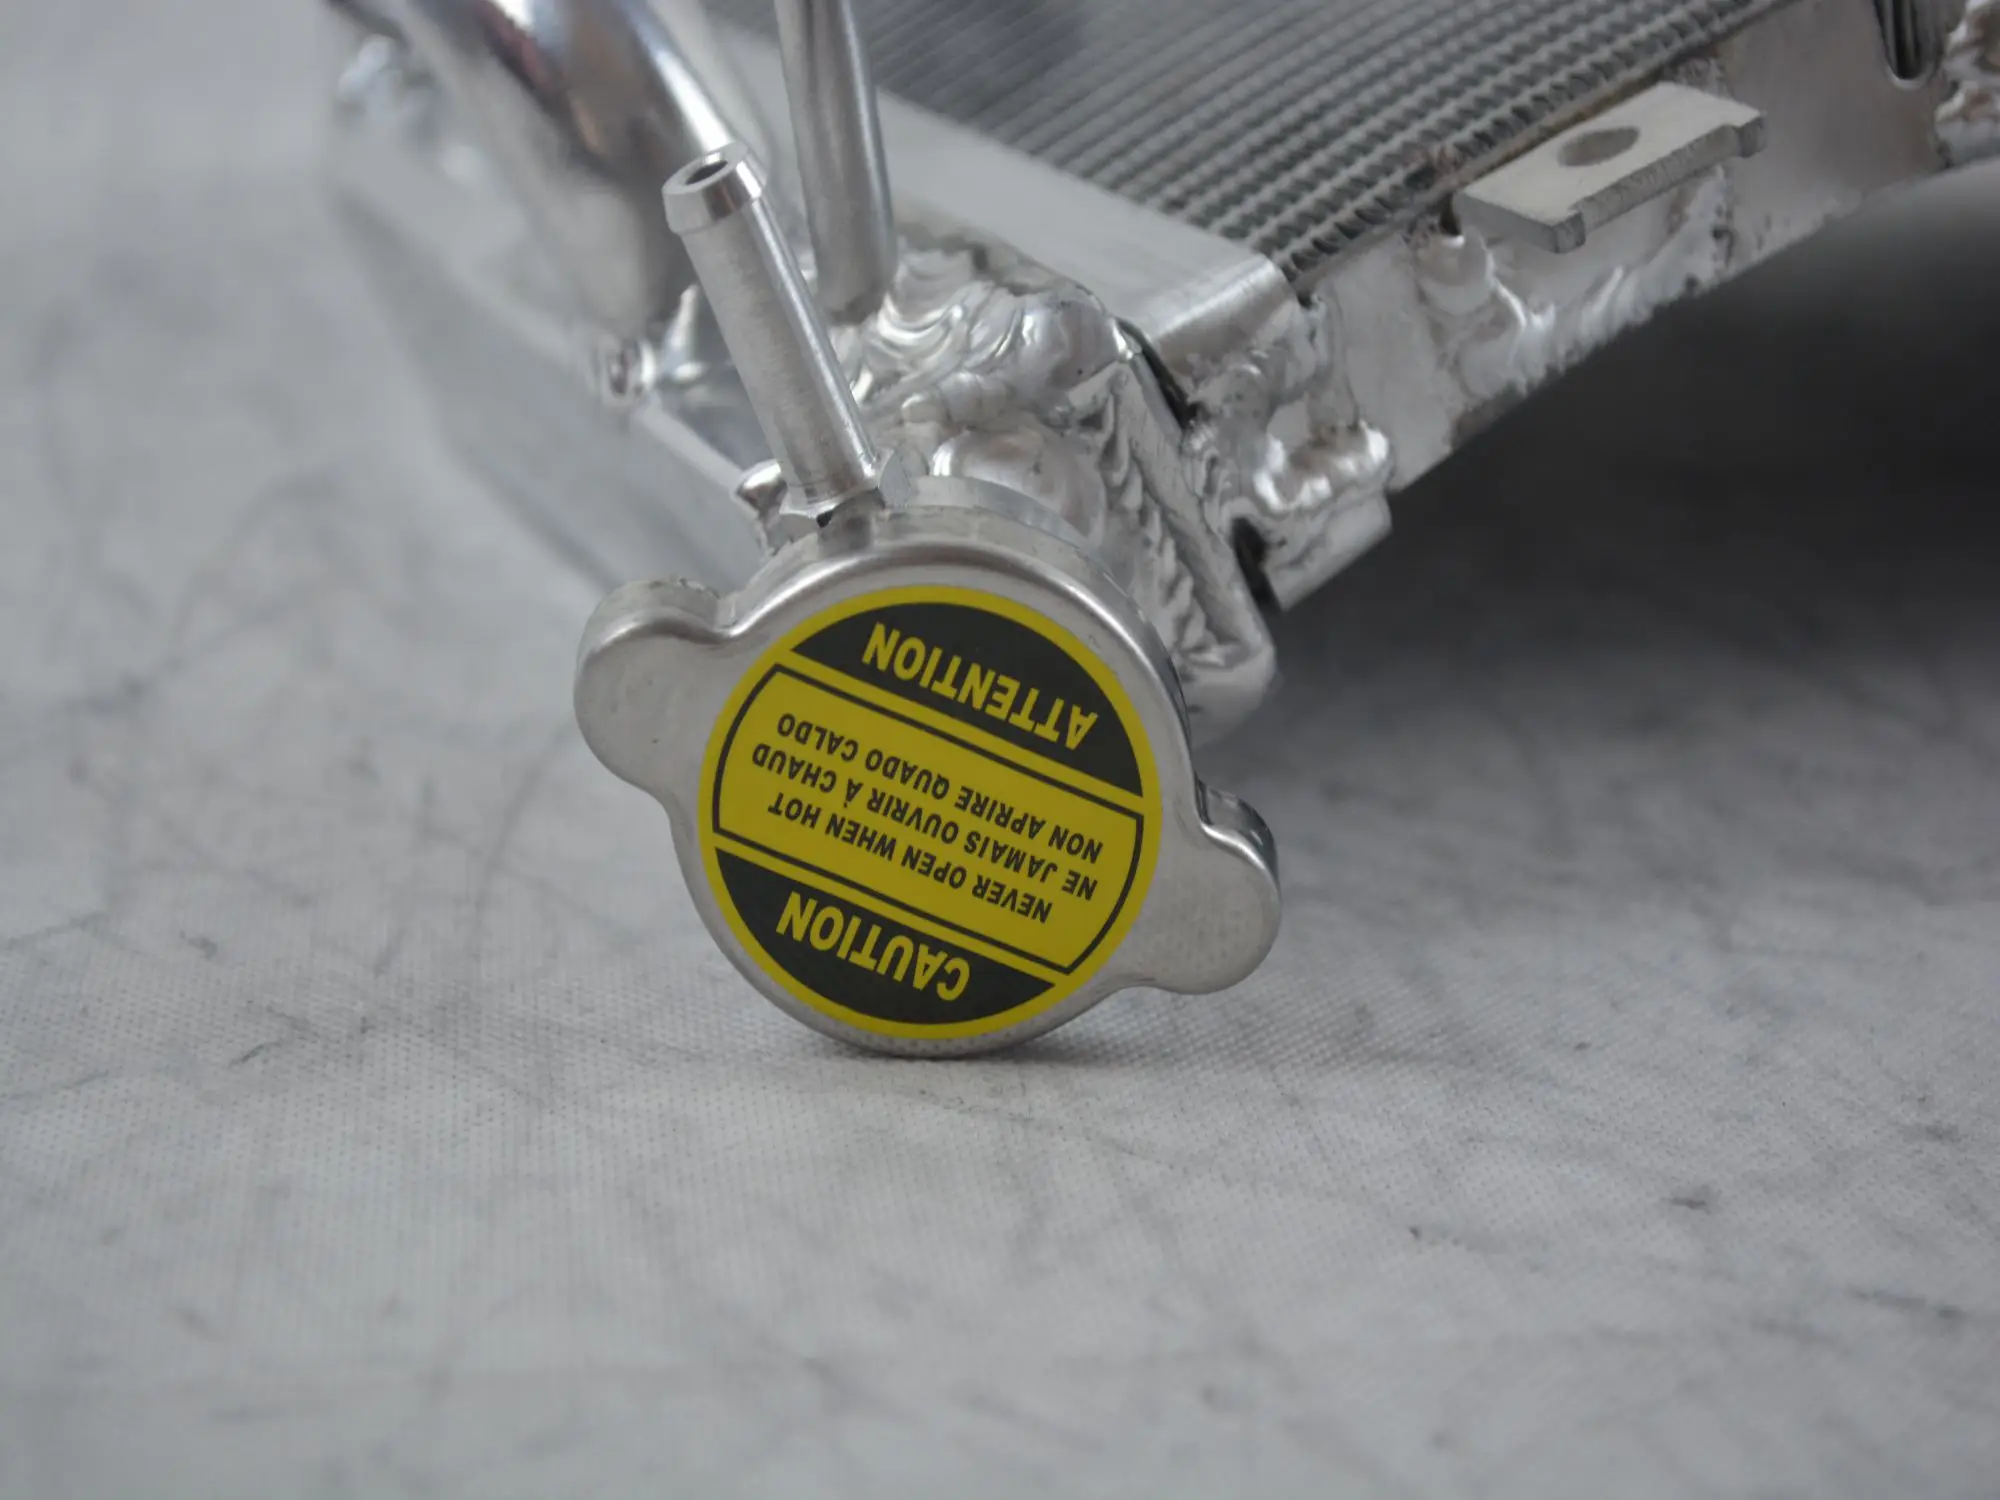 CAUTION
NEVER OPEN WHEN HOT
NE JAMAIS OUVRIR À CHAUD
NON APRIRE QUADO CALDO
ATTENTION